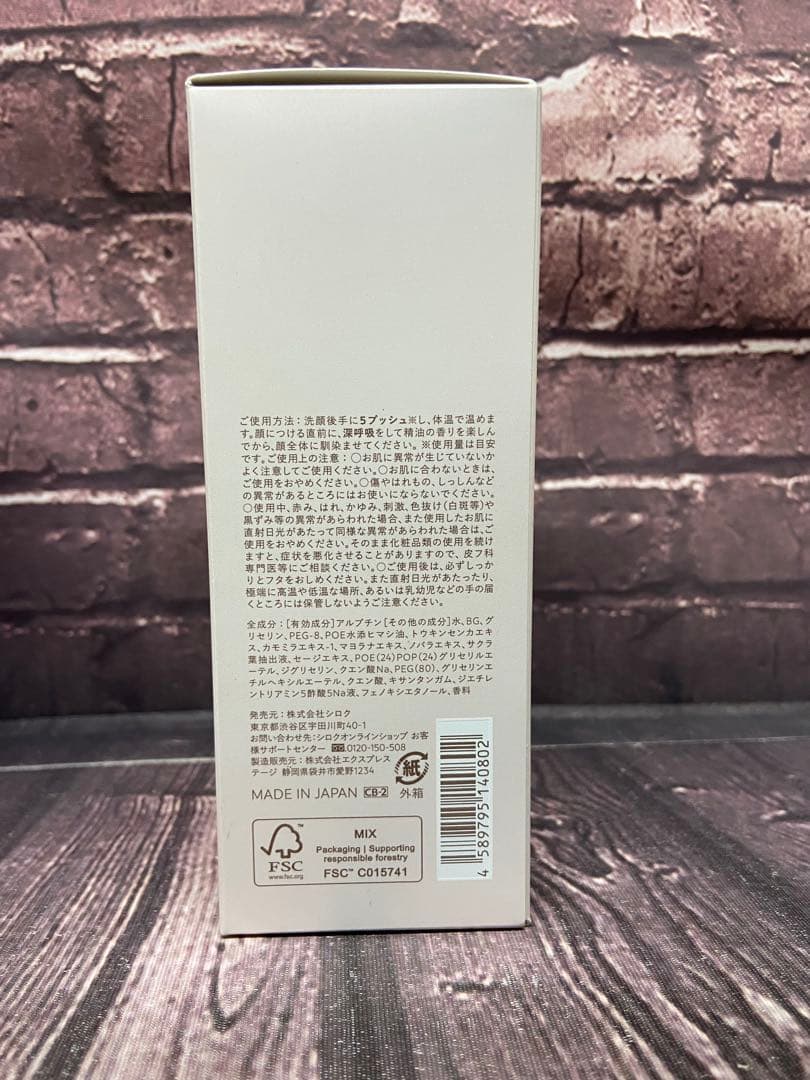 ご使用方法：洗顔後手に5プッシュ※し、体温で温めま
す。顔につける直前に、深呼吸をして精油の香りを楽しん
でから、顔全体に馴染ませてください。※使用量は目安
です。ご使用上の注意：○お肌に異常が生じていないか
よく注意してご使用ください。○お肌に合わないときは、
ご使用をおやめください。○傷やはれもの、しっしんなど
の異常があるところにはお使いにならないでください。
○使用中、赤み、はれ、かゆみ、刺激、色抜け(白斑等)や
黒ずみ等の異常があらわれた場合、また使用したお肌に
直射日光があたって同様な異常があらわれた場合は、ご
使用をおやめください。そのまま化粧品類の使用を続け
ますと、症状を悪化させることがありますので、皮フ科
専門医等にご相談ください。○ご使用後は、必ずしっか
りとフタをおしめください。また直射日光があたったり、
極端に高温や低温な場所、あるいは乳幼児などの手の届
くところには保管しないようご注意ください。
全成分：[有効成分]アルブチン[その他の成分]水、BG、グ
リセリン、PEG-8、POE水添ヒマシ油、トウキンセンカエキ
ス、カモミラエキス-1、マヨラナエキス、ノバラエキス、サクラ
葉抽出液、セージエキス、POE(24)POP(24)グリセリルエ
ーテル、ジグリセリン、クエン酸Na、PEG(80)、グリセリンエ
チルヘキシルエーテル、クエン酸、キサンタンガム、ジエチレ
ントリアミン5酢酸5Na液、フェノキシエタノール、香料
発売元：株式会社シロク
東京都渋谷区宇田川町40-1
お問い合わせ先：シロクオンラインショップ お客
様サポートセンター 0120-150-508
製造販売元：株式会社エクスプレス
テージ 静岡県袋井市愛野1234
紙
MADE IN JAPAN CB-2 外箱
FSC
www.fsc.org
MIX
Packaging | Supporting
responsible forestry
FSC™ C015741
4 589795 140802